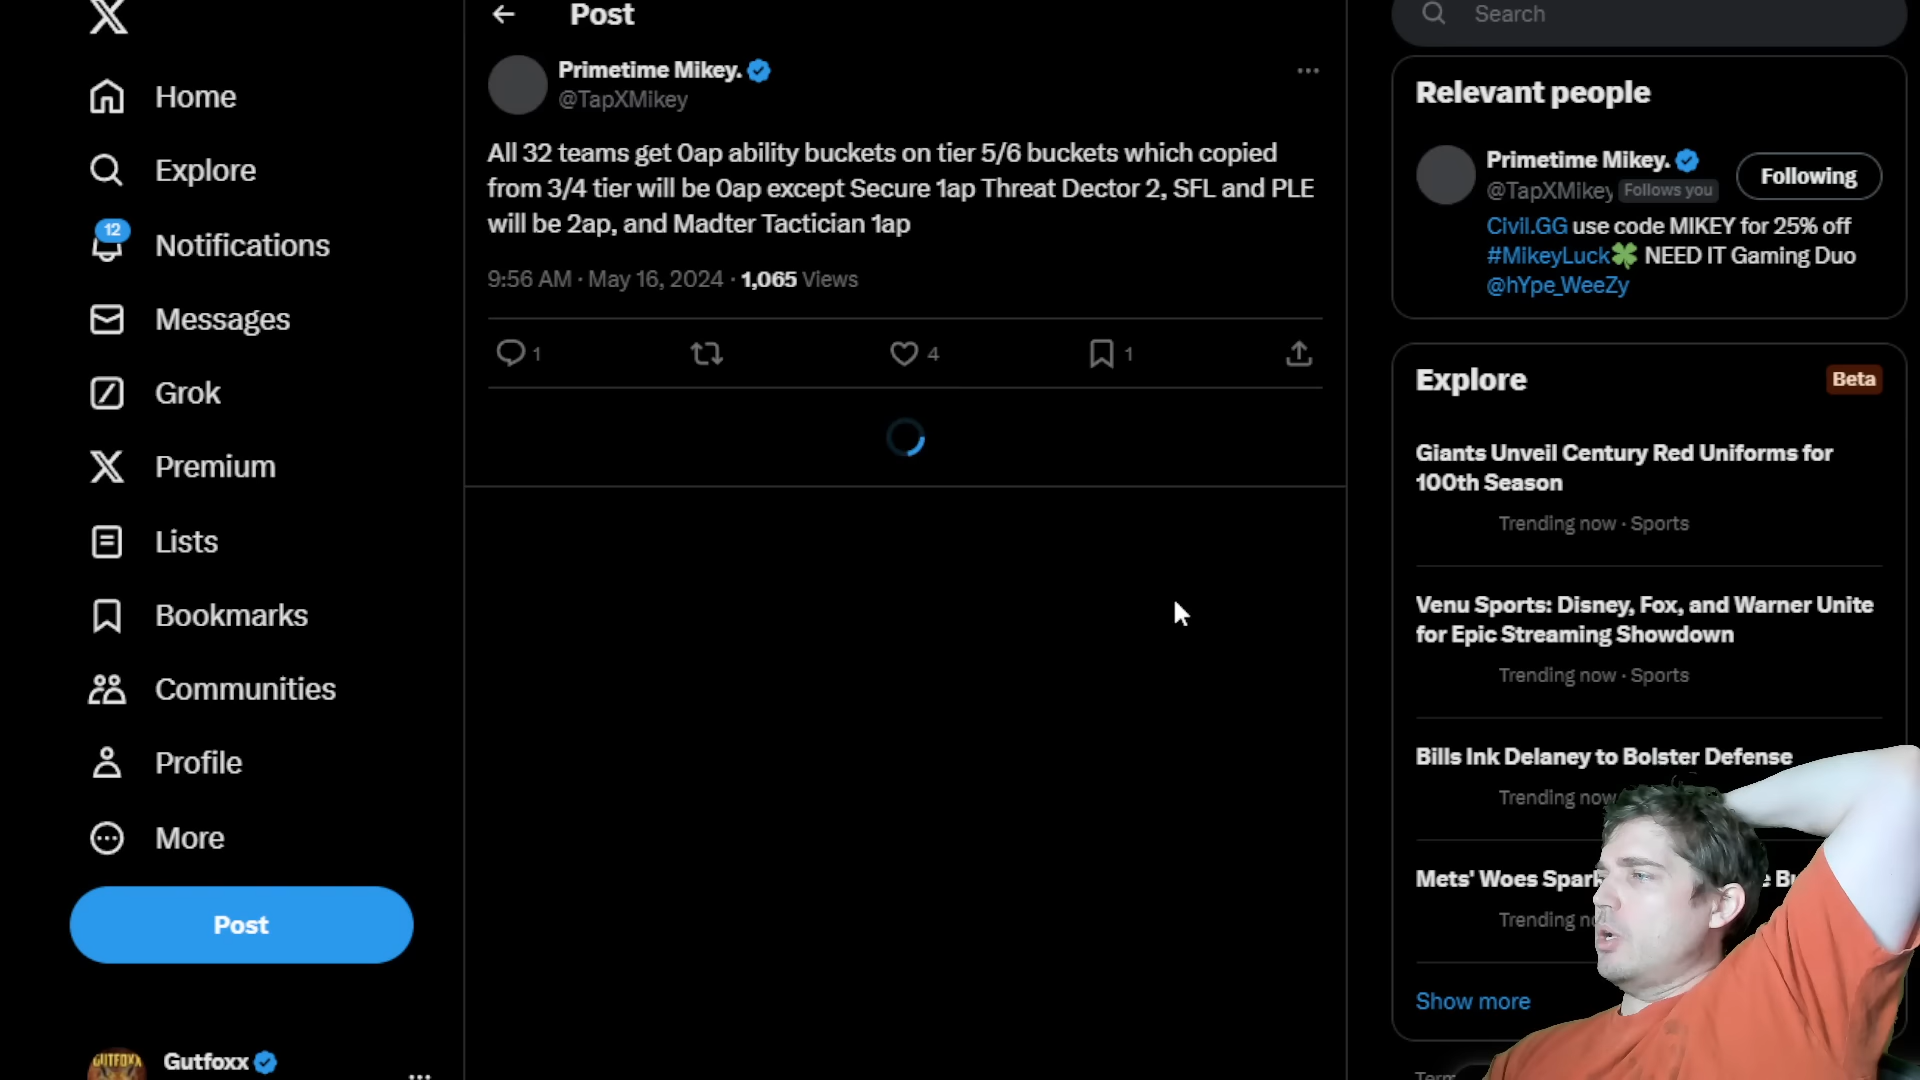 Home
Explore
12
Notifications
Messages
Grok
Premium
Lists
Bookmarks
Communities
Profile
More
Post
GUTFOXX
Gutfoxx
Post
Primetime Mikey.
@TapXMikey
All 32 teams get 0ap ability buckets on tier 5/6 buckets which copied
from 3/4 tier will be 0ap except Secure 1ap Threat Dector 2, SFL and PLE
will be 2ap, and Madter Tactician 1ap
9:56 AM · May 16, 2024 · 1,065 Views
1
4
1
Search
Relevant people
Primetime Mikey.
@TapXMikey Follows you
Following
Civil.GG use code MIKEY for 25% off
#MikeyLuck🍀 NEED IT Gaming Duo
@hYpe_WeeZy
Explore
Beta
Giants Unveil Century Red Uniforms for
100th Season
Trending now · Sports
Venu Sports: Disney, Fox, and Warner Unite
for Epic Streaming Showdown
Trending now · Sports
Bills Ink Delaney to Bolster Defense
Trending now
Mets' Woes
Trending
Show more